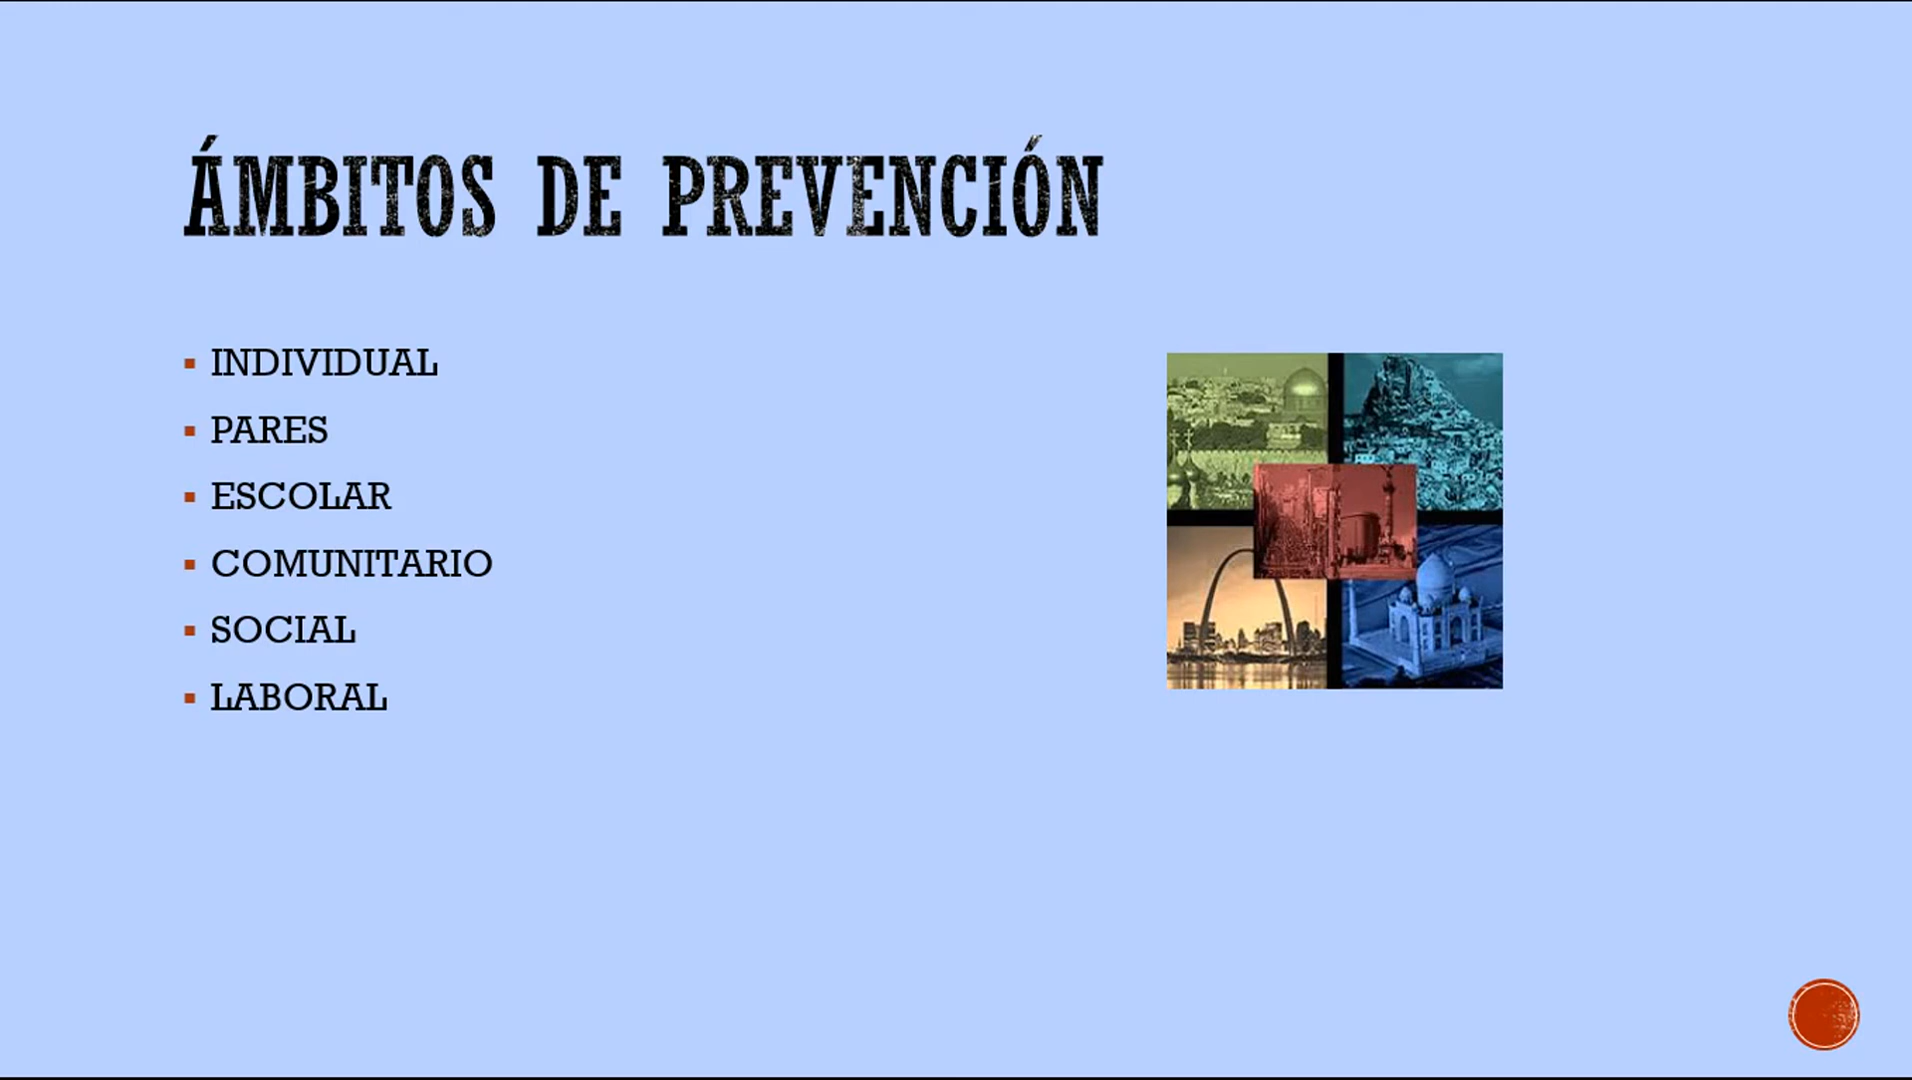 ÁMBITOS DE PREVENCIÓN
INDIVIDUAL
PARES
ESCOLAR
COMUNITARIO
SOCIAL
LABORAL